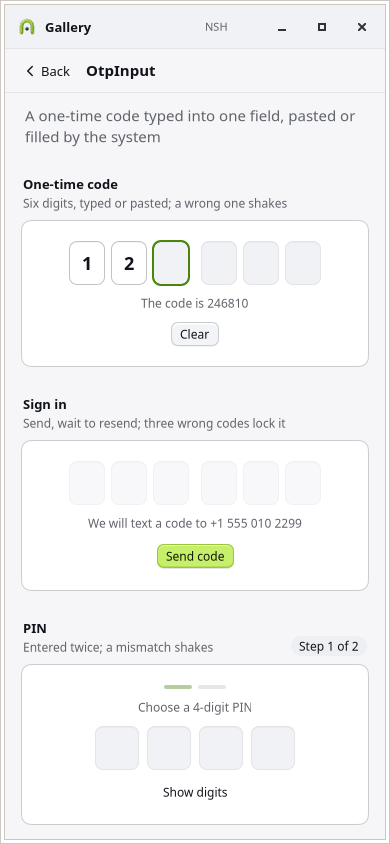 Gallery
NSH
Back
OtpInput
A one-time code typed into one field, pasted or
filled by the system
One-time code
Six digits, typed or pasted; a wrong one shakes
1 2
The code is 246810
Clear
Sign in
Send, wait to resend; three wrong codes lock it
We will text a code to +1 555 010 2299
Send code
PIN
Entered twice; a mismatch shakes
Step 1 of 2
Choose a 4-digit PIN
Show digits